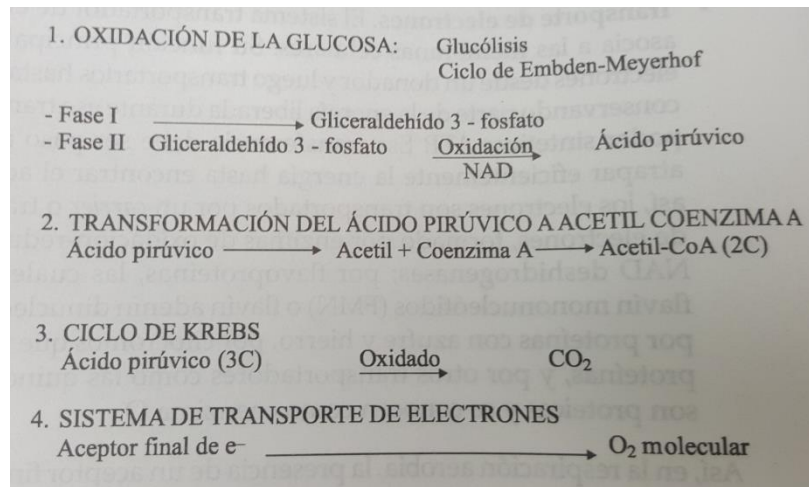 1. OXIDACIÓN DE LA GLUCOSA: Glucólisis
Ciclo de Embden-Meyerhof
- Fase I ⟶ Gliceraldehído 3 - fosfato
- Fase II Gliceraldehído 3 - fosfato Oxidación ⟶ Ácido pirúvico
NAD
2. TRANSFORMACIÓN DEL ÁCIDO PIRÚVICO A ACETIL COENZIMA A
Ácido pirúvico ⟶ Acetil + Coenzima A ⟶ Acetil-CoA (2C)
3. CICLO DE KREBS
Ácido pirúvico (3C) Oxidado ⟶ CO₂
4. SISTEMA DE TRANSPORTE DE ELECTRONES
Aceptor final de e⁻ ⟶ O₂ molecular